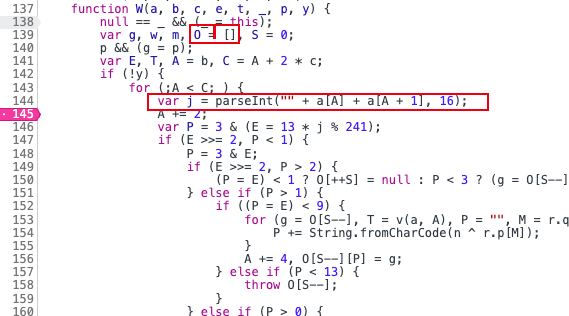 137 function W(a, b, c, e, t, _, p, y) {
138 null == _ && (_ = this);
139 var g, w, m, O = [], S = 0;
140 p && (g = p);
141 var E, T, A = b, C = A + 2 * c;
142 if (!y) {
143 for (;A < C; ) {
144 var j = parseInt("" + a[A] + a[A + 1], 16);
145 A += 2;
146 var P = 3 & (E = 13 * j % 241);
147 if (E >>= 2, P < 1) {
148 P = 3 & E;
149 if (E >>= 2, P > 2) {
150 (P = E) < 1 ? O[++S] = null : P < 3 ? (g = O[S--]
151 } else if (P > 1) {
152 if ((P = E) < 9) {
153 for (g = O[S--], T = v(a, A), P = "", M = r.q
154 P += String.fromCharCode(n ^ r.p[M]);
155 }
156 A += 4, O[S--][P] = g;
157 } else if (P < 13) {
158 throw O[S--];
159 }
160 } else if (P > 0) {